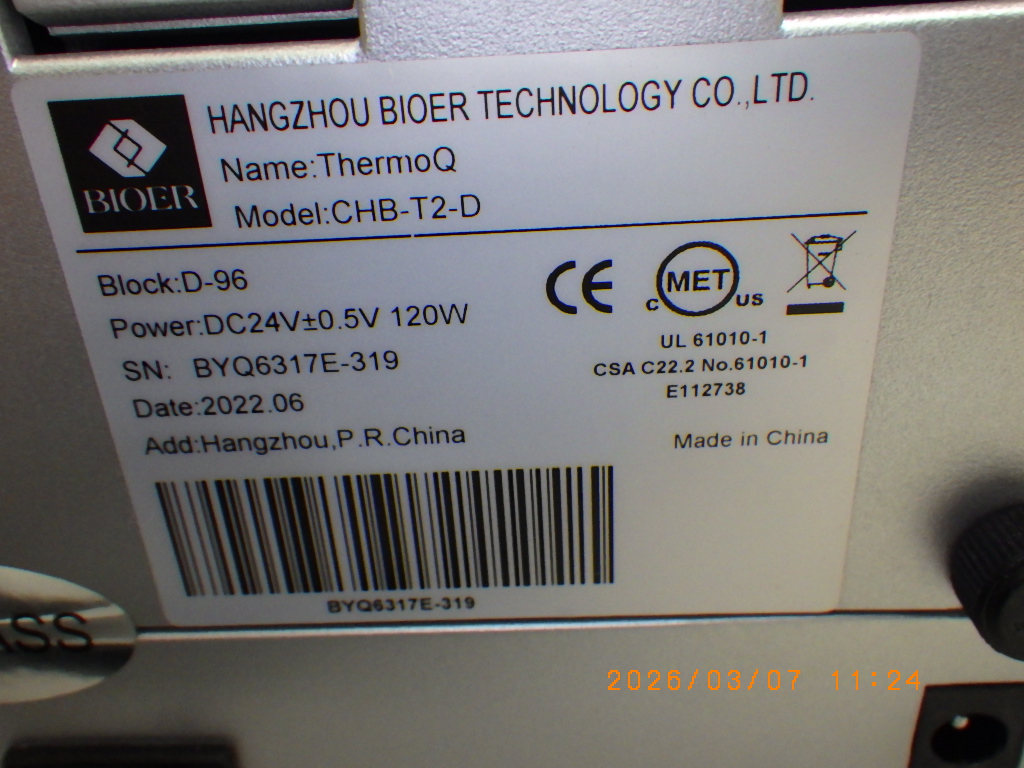 HANGZHOU BIOER TECHNOLOGY CO.,LTD.
BIOER
Name:ThermoQ
Model:CHB-T2-D
Block:D-96
Power:DC24V±0.5V 120W
SN: BYQ6317E-319
Date:2022.06
Add:Hangzhou,P.R.China
CE
C MET US
UL 61010-1
CSA C22.2 No.61010-1
E112738
Made in China
BYQ6317E-319
ASS
2026/03/07 11:24